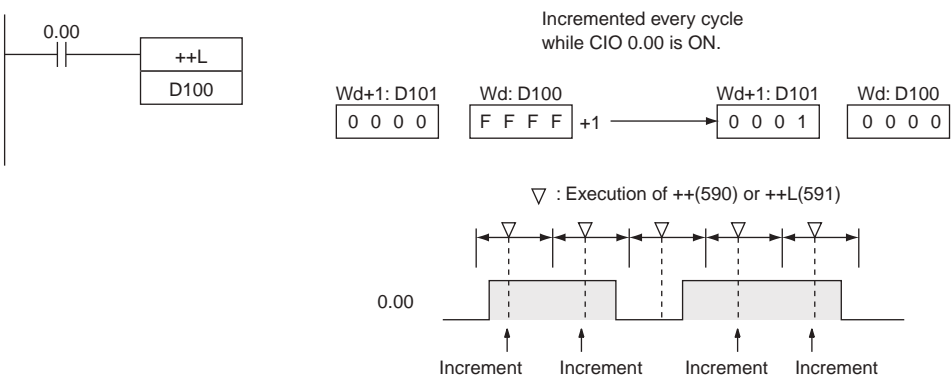 0.00
++L
D100
Incremented every cycle
while CIO 0.00 is ON.
Wd+1: D101 Wd: D100 Wd+1: D101 Wd: D100
0 0 0 0 F F F F +1 0 0 0 1 0 0 0 0
: Execution of ++(590) or ++L(591)
0.00
Increment Increment Increment Increment